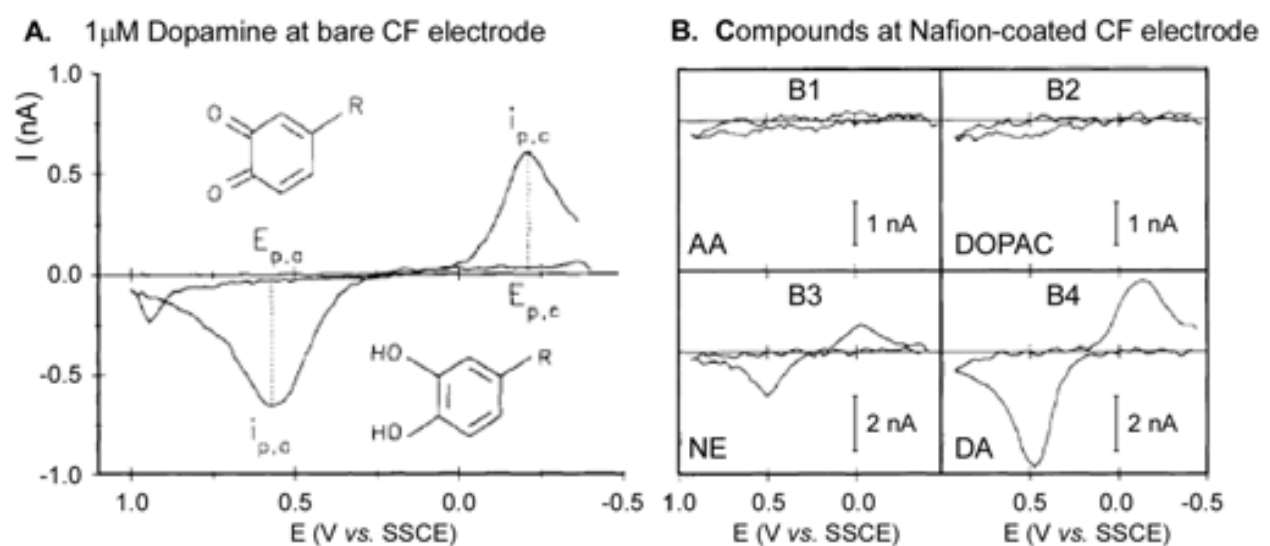 A. 1μM Dopamine at bare CF electrode
I (nA)
1.0
0.5
0.0
0.5
-0.5
-1.0
O
O
R
i p,c
E p,a
E p,c
HO
HO
R
i p,a
1.0 0.5 0.0 -0.5
E (V vs. SSCE)
B. Compounds at Nafion-coated CF electrode
B1
AA
1 nA
B2
DOPAC
1 nA
B3
NE
2 nA
B4
DA
2 nA
1.0 0.5 0.0 0.5 0.0 -0.5
E (V vs. SSCE) E (V vs. SSCE)